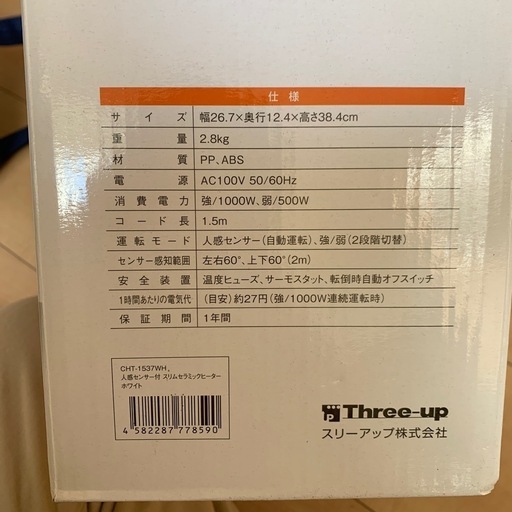 仕様
サイズ 幅26.7×奥行12.4×高さ38.4cm
重量 2.8kg
材質 PP、ABS
電源 AC100V 50/60Hz
消費電力 強/1000W、弱/500W
コード長 1.5m
運転モード 人感センサー(自動運転)、強/弱(2段階切替)
センサー感知範囲 左右60°、上下60°(2m)
安全装置 温度ヒューズ、サーモスタット、転倒時自動オフスイッチ
1時間あたりの電気代 (目安)約27円(強/1000W連続運転時)
保証期間 1年間
CHT-1537WH、
人感センサー付 スリムセラミックヒーター
ホワイト
4582287778590
Three-up
スリーアップ株式会社